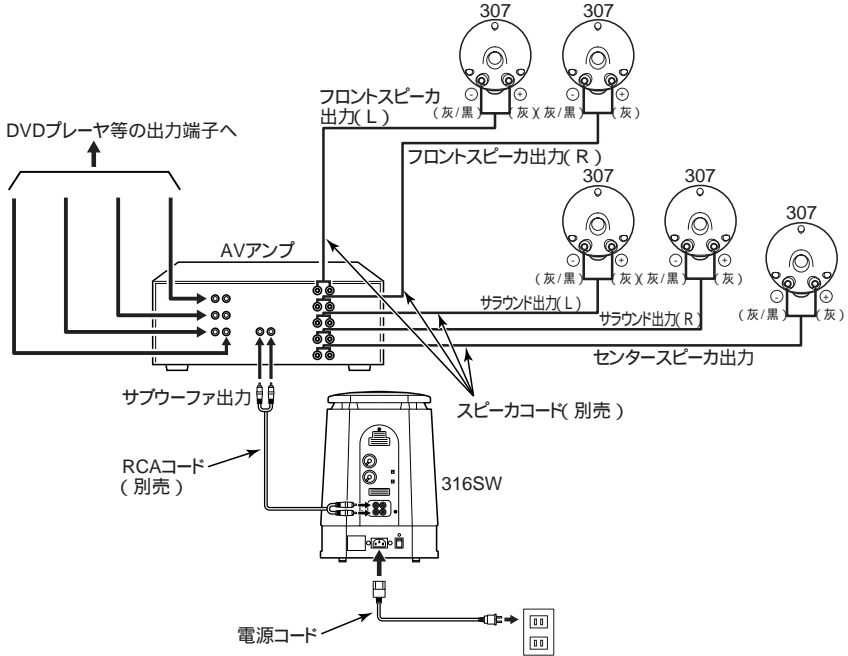 307
307
- + - +
(灰/黒) (灰)(灰/黒) (灰)
フロントスピーカ
出力(L)
DVDプレーヤ等の出力端子へ
フロントスピーカ出力(R)
307
307
307
- + - +
(灰/黒) (灰)(灰/黒) (灰)
- +
(灰/黒) (灰)
AVアンプ
サラウンド出力(L)
サラウンド出力(R)
センタースピーカ出力
サブウーファ出力
スピーカコード(別売)
RCAコード
(別売)
316SW
電源コード